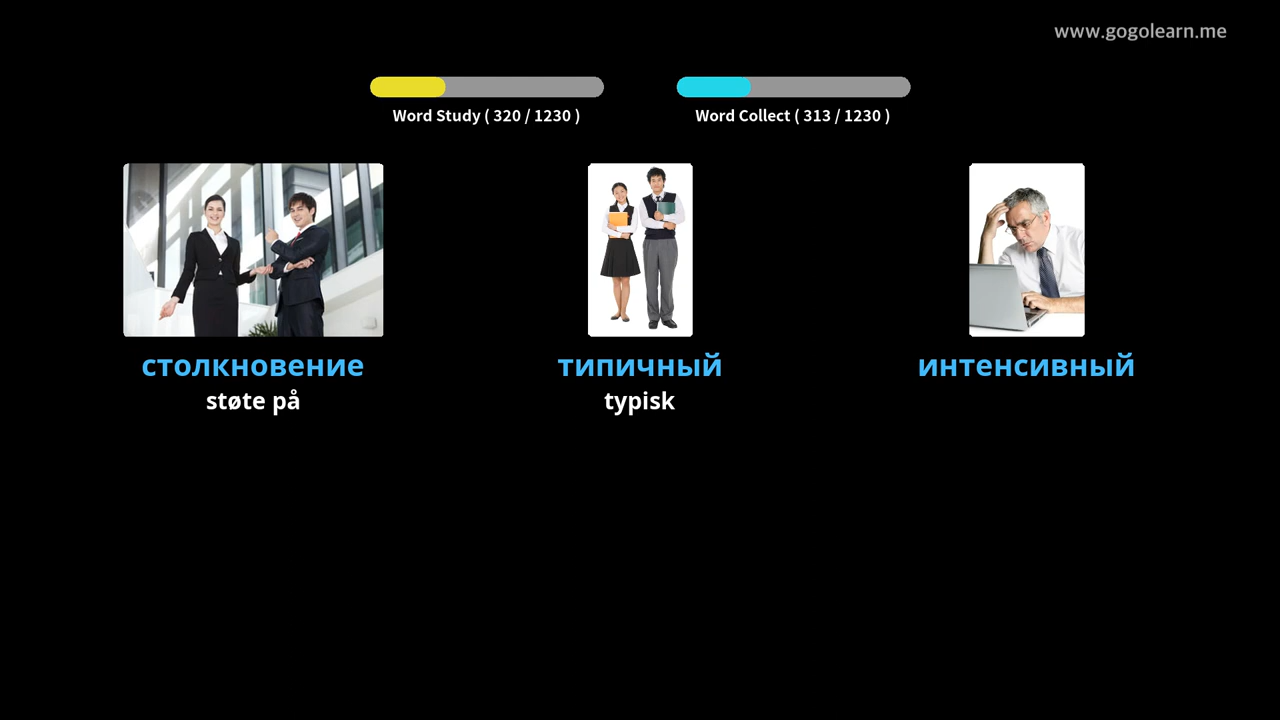 www.gogolearn.me
Word Study ( 320 / 1230 )
Word Collect ( 313 / 1230 )
столкновение
støte på
типичный
typisk
интенсивный